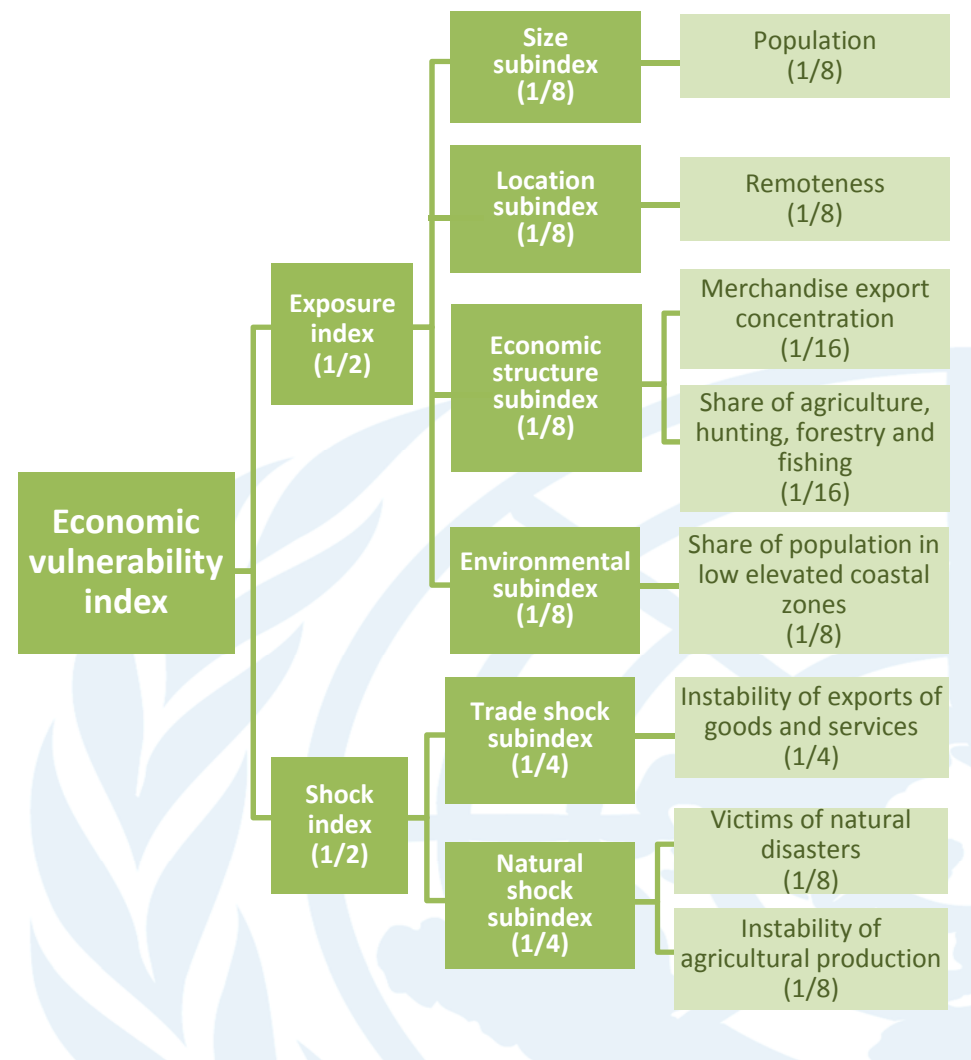 Economic
vulnerability
index
Exposure
index
(1/2)
Size
subindex
(1/8)
Population
(1/8)
Location
subindex
(1/8)
Remoteness
(1/8)
Economic
structure
subindex
(1/8)
Merchandise export
concentration
(1/16)
Share of agriculture,
hunting, forestry and
fishing
(1/16)
Environmental
subindex
(1/8)
Share of population in
low elevated coastal
zones
(1/8)
Shock
index
(1/2)
Trade shock
subindex
(1/4)
Instability of exports of
goods and services
(1/4)
Natural
shock
subindex
(1/4)
Victims of natural
disasters
(1/8)
Instability of
agricultural production
(1/8)